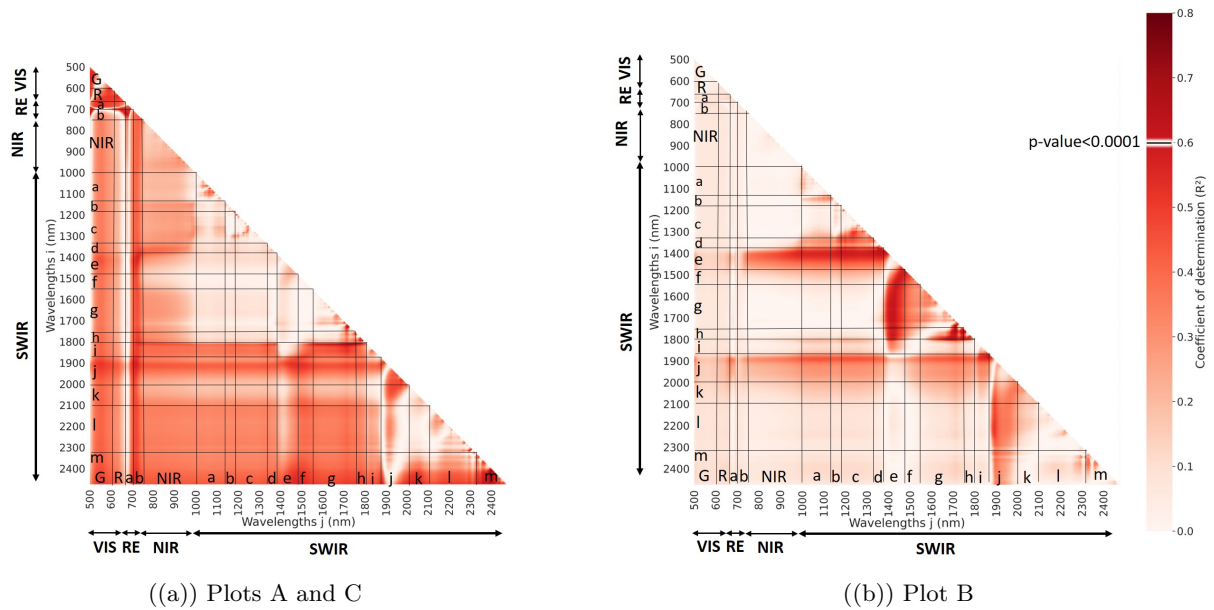 500
600
700
800
900
1000
1100
1200
1300
1400
1500
1600
1700
1800
1900
2000
2100
2200
2300
2400
Wavelengths i (nm)
VIS
RE
NIR
SWIR
G
R
a
b
NIR
a
b
c
d
e
f
g
h
i
j
k
l
m
G R a b NIR a b c d e f g h i j k l m
500 600 700 800 900 1000 1100 1200 1300 1400 1500 1600 1700 1800 1900 2000 2100 2200 2300 2400
Wavelengths j (nm)
VIS RE NIR SWIR
((a)) Plots A and C
500
600
700
800
900
1000
1100
1200
1300
1400
1500
1600
1700
1800
1900
2000
2100
2200
2300
2400
Wavelengths i (nm)
VIS
RE
NIR
SWIR
G
R
a
b
NIR
a
b
c
d
e
f
g
h
i
j
k
l
m
G R a b NIR a b c d e f g h i j k l m
500 600 700 800 900 1000 1100 1200 1300 1400 1500 1600 1700 1800 1900 2000 2100 2200 2300 2400
Wavelengths j (nm)
VIS RE NIR SWIR
((b)) Plot B
p-value<0.0001
0.8
0.7
0.6
0.5
0.4
0.3
0.2
0.1
0.0
Coefficient of determination (R²)